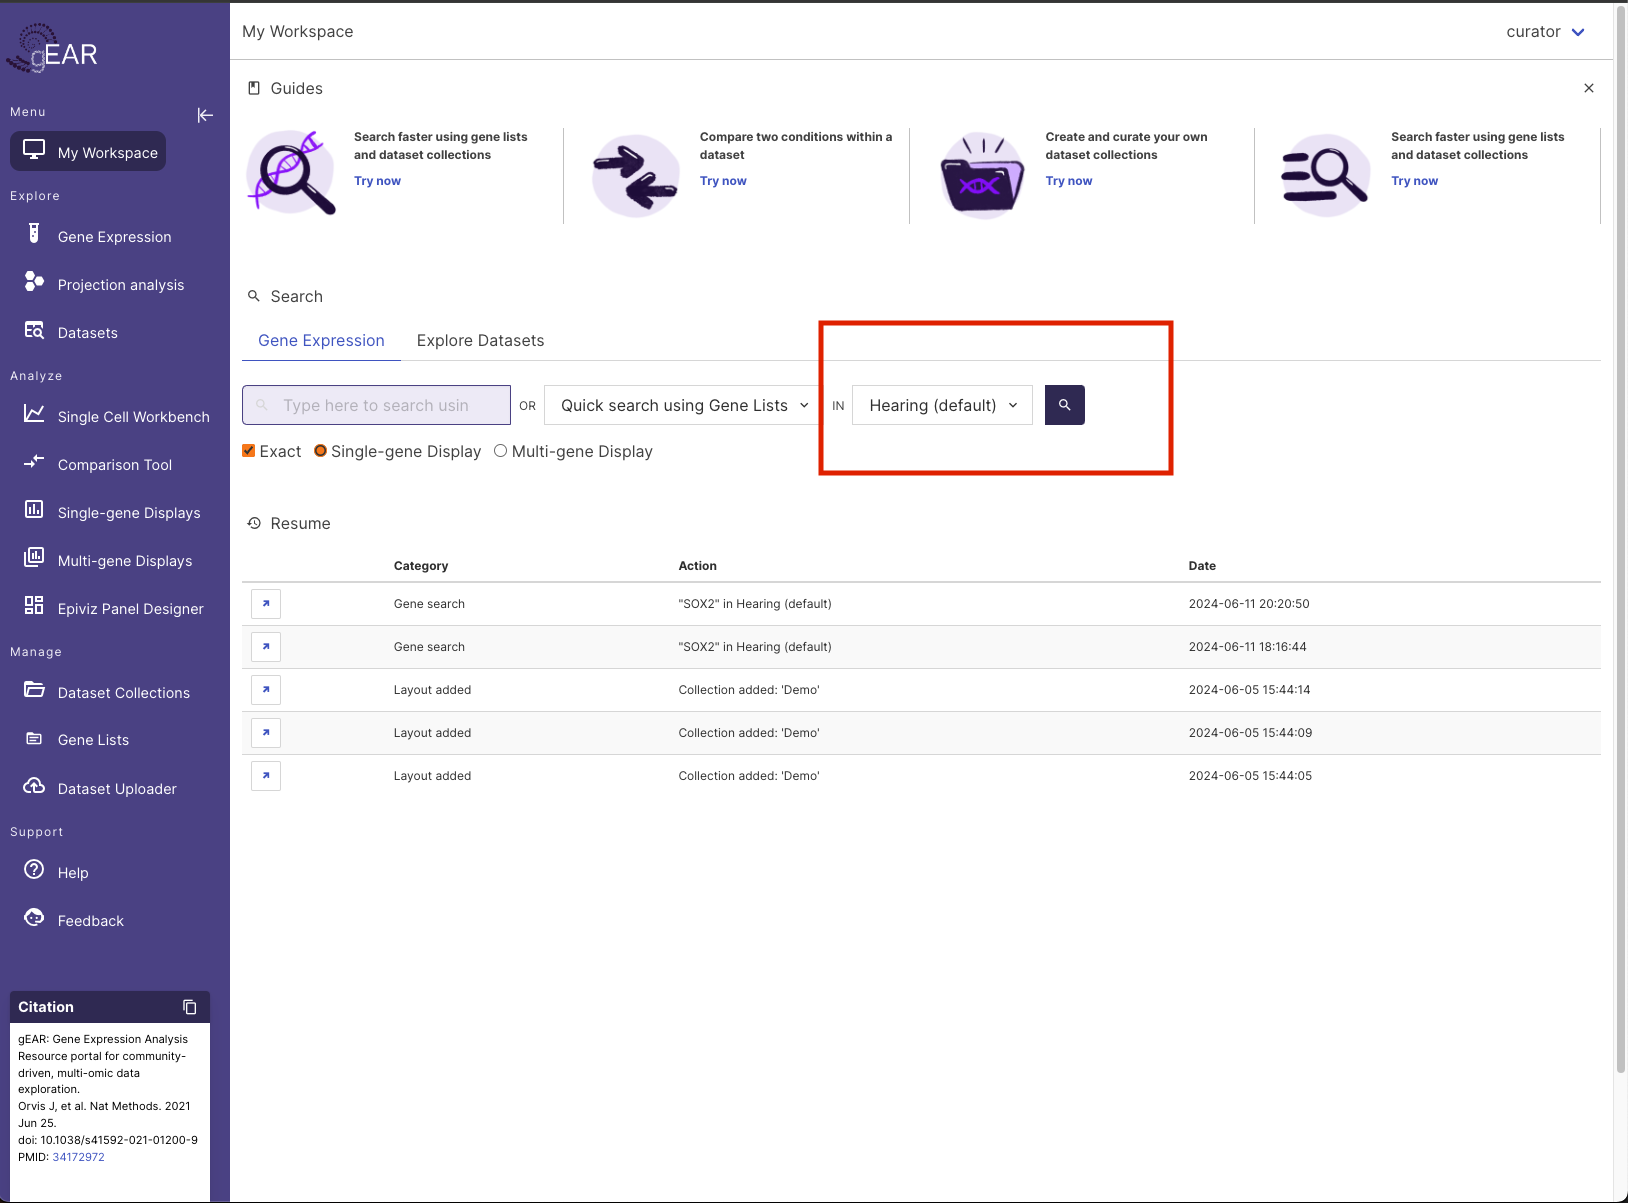 gEAR
Menu
My Workspace
Explore
Gene Expression
Projection analysis
Datasets
Analyze
Single Cell Workbench
Comparison Tool
Single-gene Displays
Multi-gene Displays
Epiviz Panel Designer
Manage
Dataset Collections
Gene Lists
Dataset Uploader
Support
Help
Feedback
Citation
gEAR: Gene Expression Analysis
Resource portal for community-
driven, multi-omic data
exploration.
Orvis J, et al. Nat Methods. 2021
Jun 25.
doi: 10.1038/s41592-021-01200-9
PMID: 34172972
My Workspace
curator
Guides
Search faster using gene lists
and dataset collections
Try now
Compare two conditions within a
dataset
Try now
Create and curate your own
dataset collections
Try now
Search faster using gene lists
and dataset collections
Try now
Search
Gene Expression Explore Datasets
Type here to search usin OR Quick search using Gene Lists IN Hearing (default)
Exact Single-gene Display Multi-gene Display
Resume
Category Action Date
Gene search "SOX2" in Hearing (default) 2024-06-11 20:20:50
Gene search "SOX2" in Hearing (default) 2024-06-11 18:16:44
Layout added Collection added: 'Demo' 2024-06-05 15:44:14
Layout added Collection added: 'Demo' 2024-06-05 15:44:09
Layout added Collection added: 'Demo' 2024-06-05 15:44:05